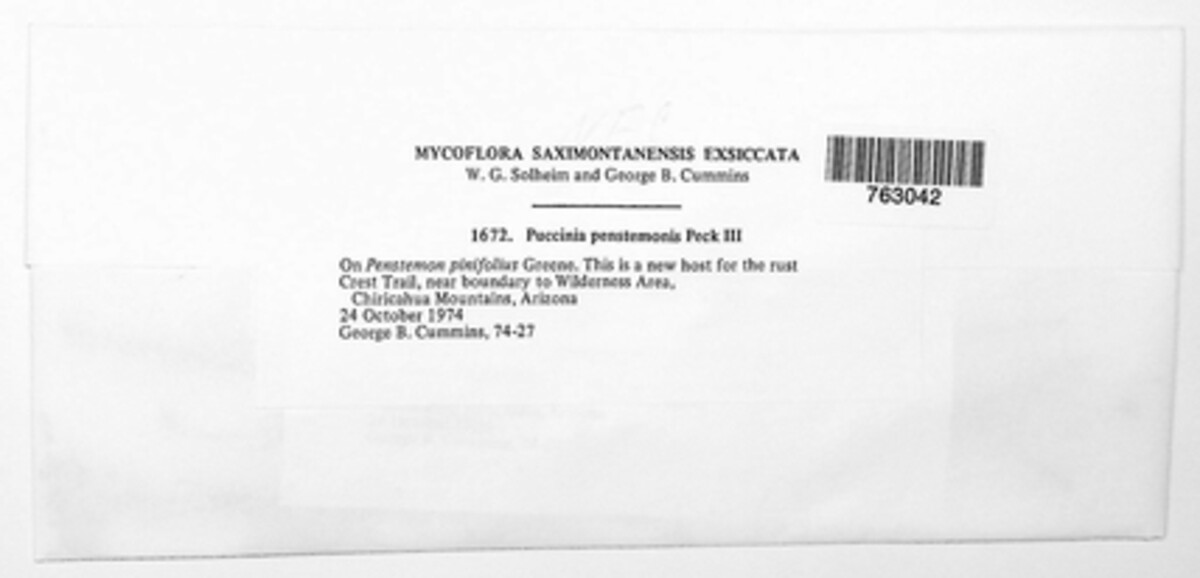 MYCOFLORA SAXIMONTANENSIS EXSICCATA
W. G. Solheim and George B. Cummins
763042
1672. Puccinia penstemonis Peck III
On Penstemon pinifolius Greene. This is a new host for the rust
Crest Trail, near boundary to Wilderness Area,
Chiricahua Mountains, Arizona
24 October 1974
George B. Cummins, 74-27